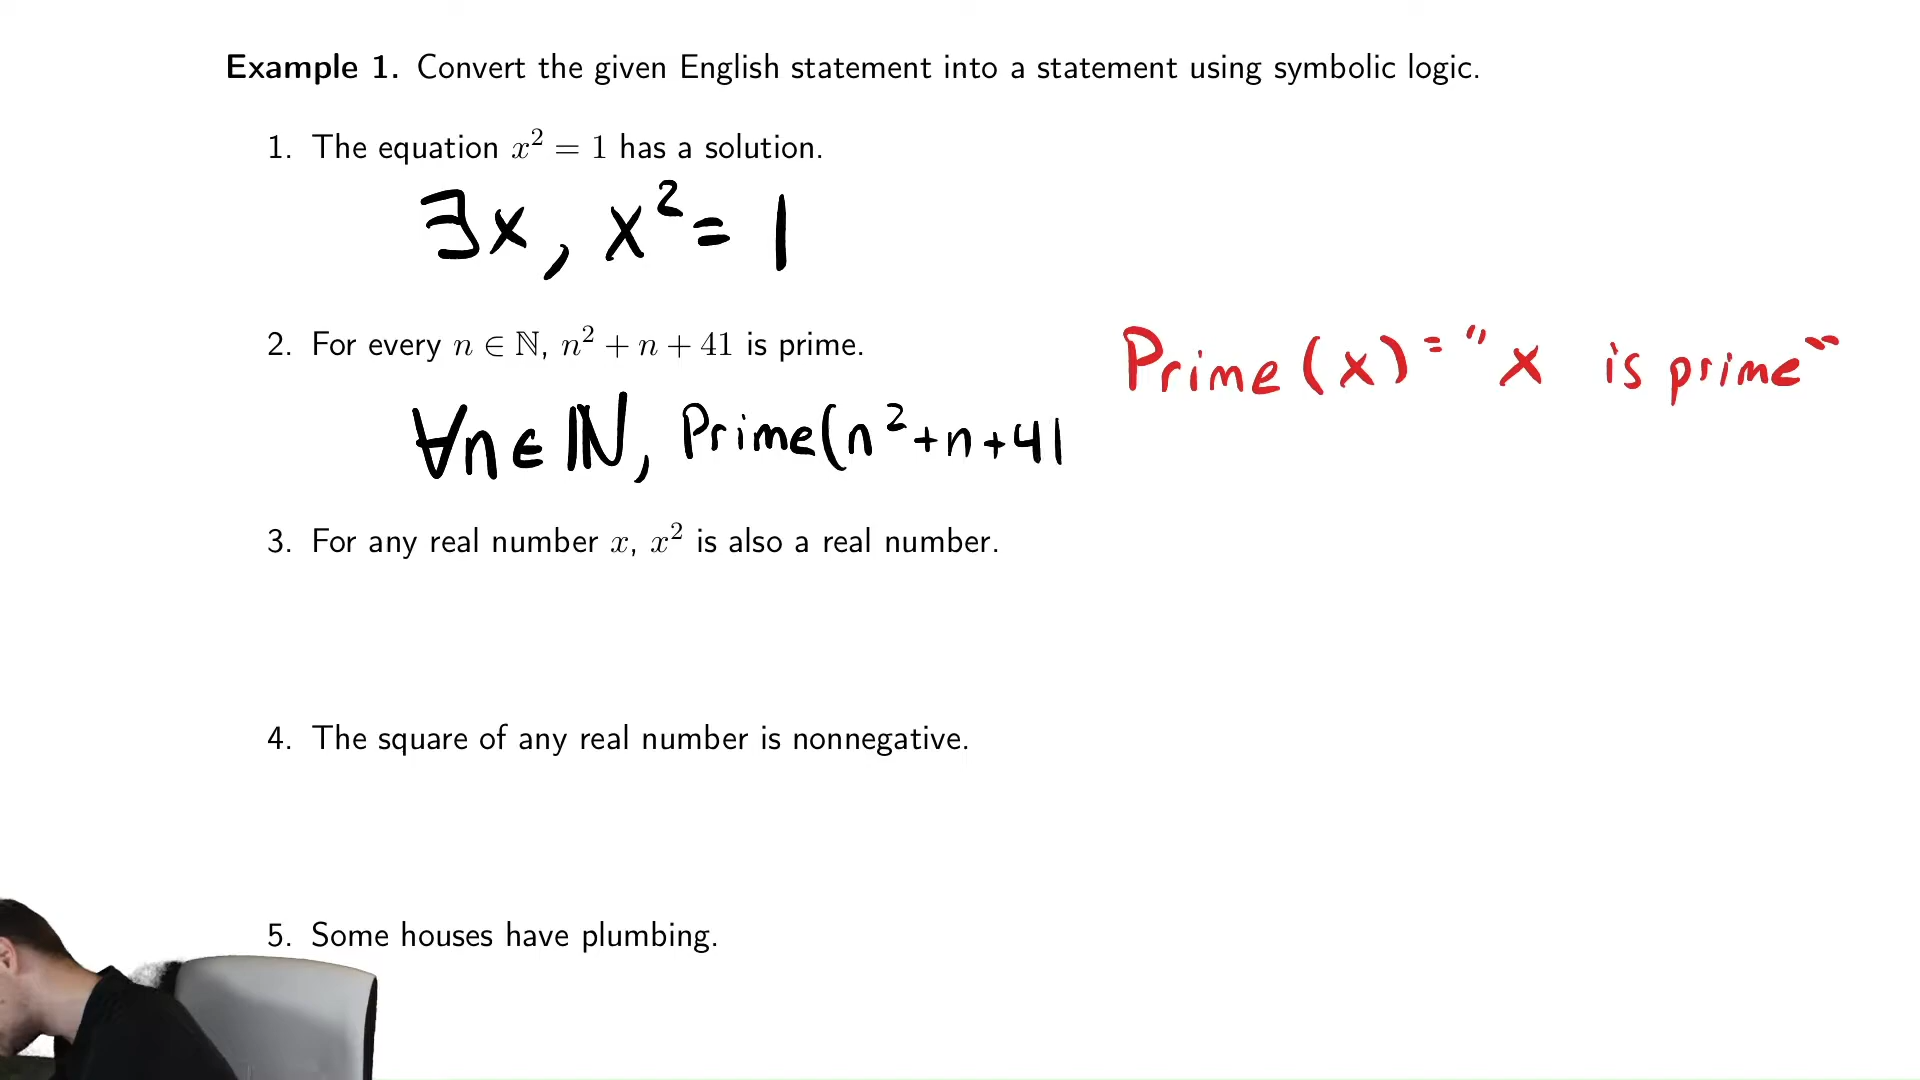 Example 1. Convert the given English statement into a statement using symbolic logic.
1. The equation x² = 1 has a solution.
∃x, x² = 1
2. For every n ∈ ℕ, n² + n + 41 is prime.
Prime(x) = "x is prime"
∀n ∈ ℕ, Prime(n²+n+41
3. For any real number x, x² is also a real number.
4. The square of any real number is nonnegative.
5. Some houses have plumbing.